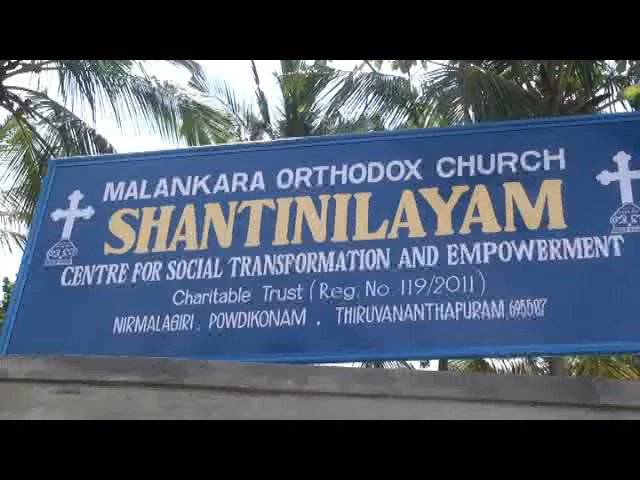 MALANKARA ORTHODOX CHURCH
SHANTINILAYAM
CENTRE FOR SOCIAL TRANSFORMATION AND EMPOWERMENT
Charitable Trust (Reg. No 119/2011)
NIRMALAGIRI, POWDIKONAM, THIRUVANANTHAPURAM, 695587